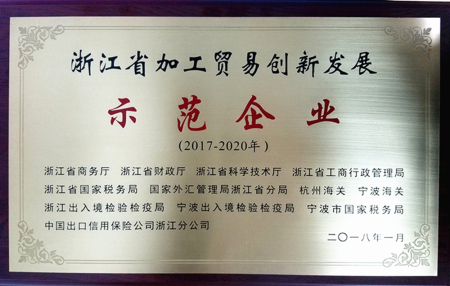 浙江省加工贸易创新发展
示范企业
(2017-2020年)
浙江省商务厅 浙江省财政厅 浙江省科学技术厅 浙江省工商行政管理局
浙江省国家税务局 国家外汇管理局浙江省分局 杭州海关 宁波海关
浙江出入境检验检疫局 宁波出入境检验检疫局 宁波市国家税务局
中国出口信用保险公司浙江分公司
二〇一八年一月